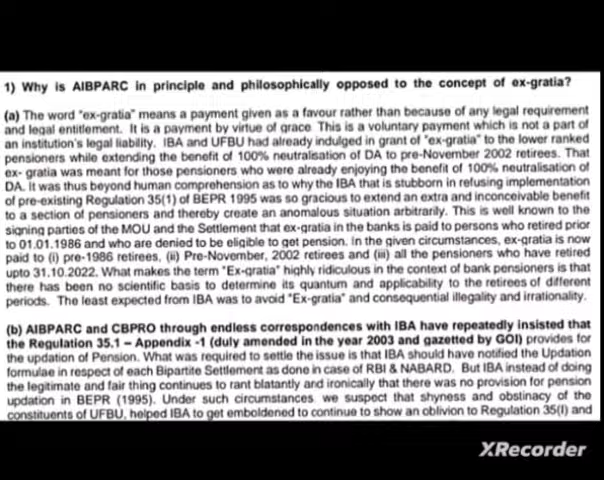 1) Why is AIBPARC in principle and philosophically opposed to the concept of ex-gratia?
(a) The word "ex-gratia" means a payment given as a favour rather than because of any legal requirement
and legal entitlement. It is a payment by virtue of grace. This is a voluntary payment which is not a part of
an institution's legal liability. IBA and UFBU had already indulged in grant of "ex-gratia" to the lower ranked
pensioners while extending the benefit of 100% neutralisation of DA to pre-November 2002 retirees. That
ex- gratia was meant for those pensioners who were already enjoying the benefit of 100% neutralisation of
DA. It was thus beyond human comprehension as to why the IBA that is stubborn in refusing implementation
of pre-existing Regulation 35(1) of BEPR 1995 was so gracious to extend an extra and inconceivable benefit
to a section of pensioners and thereby create an anomalous situation arbitrarily. This is well known to the
signing parties of the MOU and the Settlement that ex-gratia in the banks is paid to persons who retired prior
to 01.01.1986 and who are denied to be eligible to get pension. In the given circumstances, ex-gratia is now
paid to (i) pre-1986 retirees, (ii) Pre-November, 2002 retirees and (iii) all the pensioners who have retired
upto 31.10.2022. What makes the term "Ex-gratia" highly ridiculous in the context of bank pensioners is that
there has been no scientific basis to determine its quantum and applicability to the retirees of different
periods. The least expected from IBA was to avoid "Ex-gratia" and consequential illegality and irrationality.
(b) AIBPARC and CBPRO through endless correspondences with IBA have repeatedly insisted that
the Regulation 35.1 – Appendix -1 (duly amended in the year 2003 and gazetted by GOI) provides for
the updation of Pension. What was required to settle the issue is that IBA should have notified the Updation
formulae in respect of each Bipartite Settlement as done in case of RBI & NABARD. But IBA instead of doing
the legitimate and fair thing continues to rant blatantly and ironically that there was no provision for pension
updation in BEPR (1995). Under such circumstances, we suspect that shyness and obstinacy of the
constituents of UFBU, helped IBA to get emboldened to continue to show an oblivion to Regulation 35(I) and
XRecorder